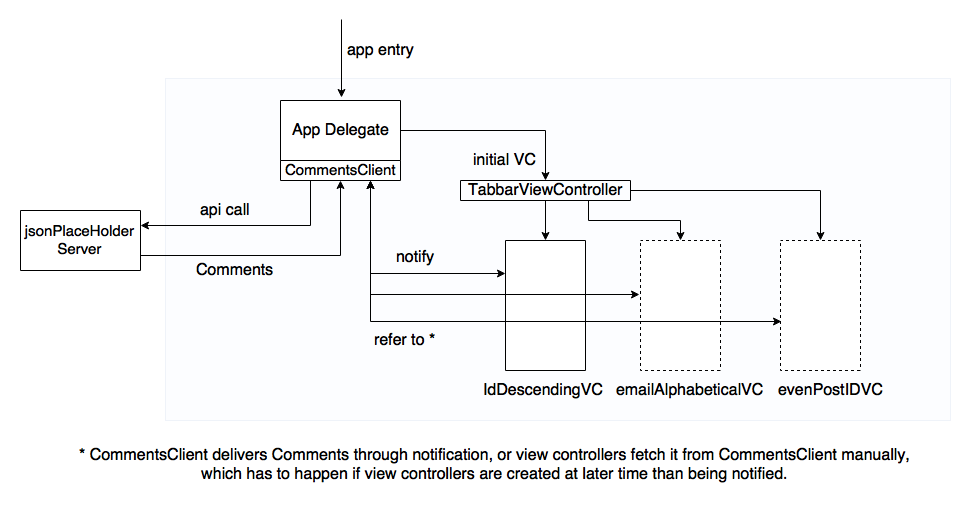 app entry
App Delegate
CommentsClient
initial VC
TabbarViewController
api call
jsonPlaceHolder
Server
Comments
notify
refer to *
IdDescendingVC
emailAlphabeticalVC
evenPostIDVC
* CommentsClient delivers Comments through notification, or view controllers fetch it from CommentsClient manually,
which has to happen if view controllers are created at later time than being notified.